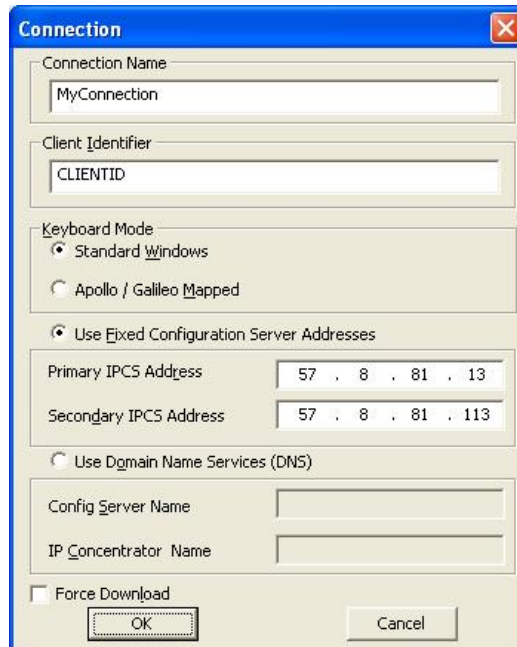 Connection
Connection Name
MyConnection
Client Identifier
CLIENTID
Keyboard Mode
Standard Windows
Apollo / Galileo Mapped
Use Fixed Configuration Server Addresses
Primary IPCS Address 57 . 8 . 81 . 13
Secondary IPCS Address 57 . 8 . 81 . 113
Use Domain Name Services (DNS)
Config Server Name
IP Concentrator Name
Force Download
OK Cancel